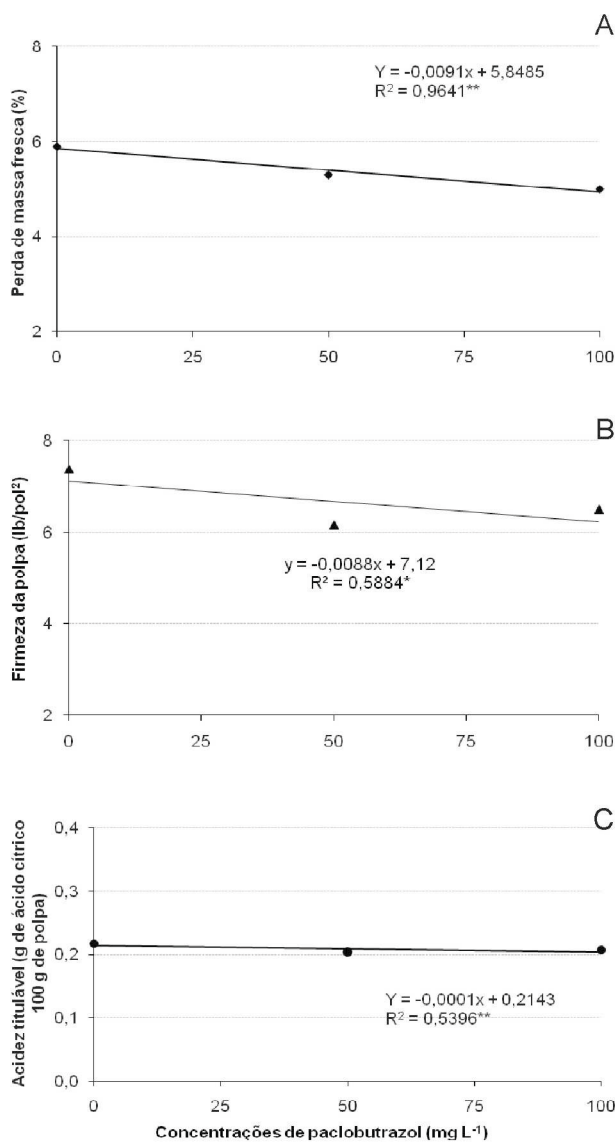 A
8
Y = -0,0091x + 5,8485
R² = 0,9641**
6
4
2
0 25 50 75 100
Perda de massa fresca (%)
B
8
6
y = -0,0088x + 7,12
R² = 0,5884*
4
2
0 25 50 75 100
Firmeza da polpa (lb/pol²)
C
0,4
0,3
0,2
Y = -0,0001x + 0,2143
R² = 0,5396**
0,1
0,0
0 25 50 75 100
Acidez titulável (g de ácido cítrico
100 g de polpa)
Concentrações de paclobutrazol (mg L⁻¹)